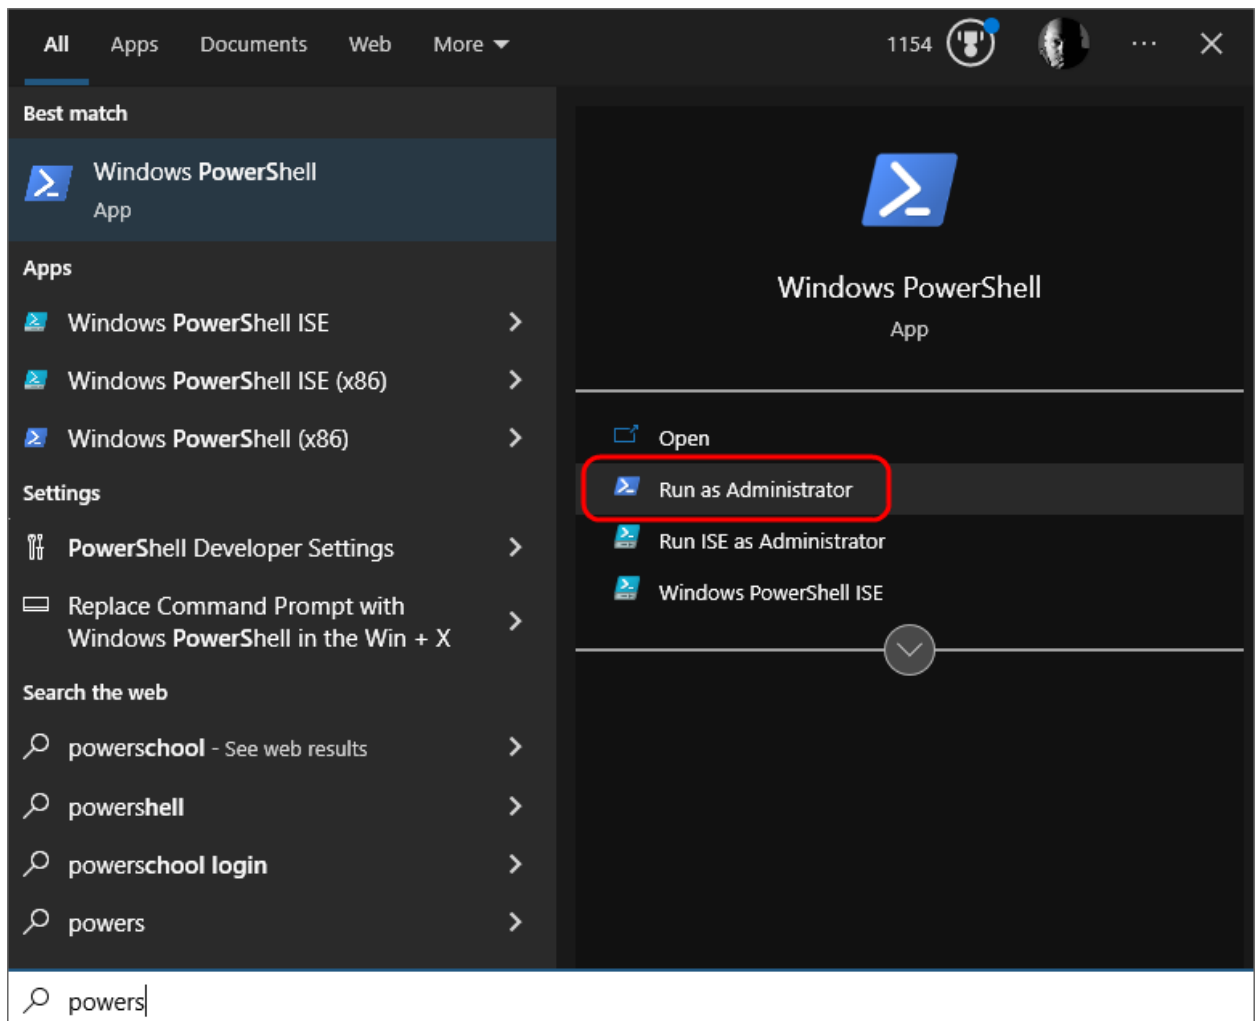 All Apps Documents Web More 1154
Best match
Windows PowerShell
App
Apps
Windows PowerShell ISE
Windows PowerShell ISE (x86)
Windows PowerShell (x86)
Settings
PowerShell Developer Settings
Replace Command Prompt with
Windows PowerShell in the Win + X
Search the web
powerschool - See web results
powershell
powerschool login
powers
Windows PowerShell
App
Open
Run as Administrator
Run ISE as Administrator
Windows PowerShell ISE
powers